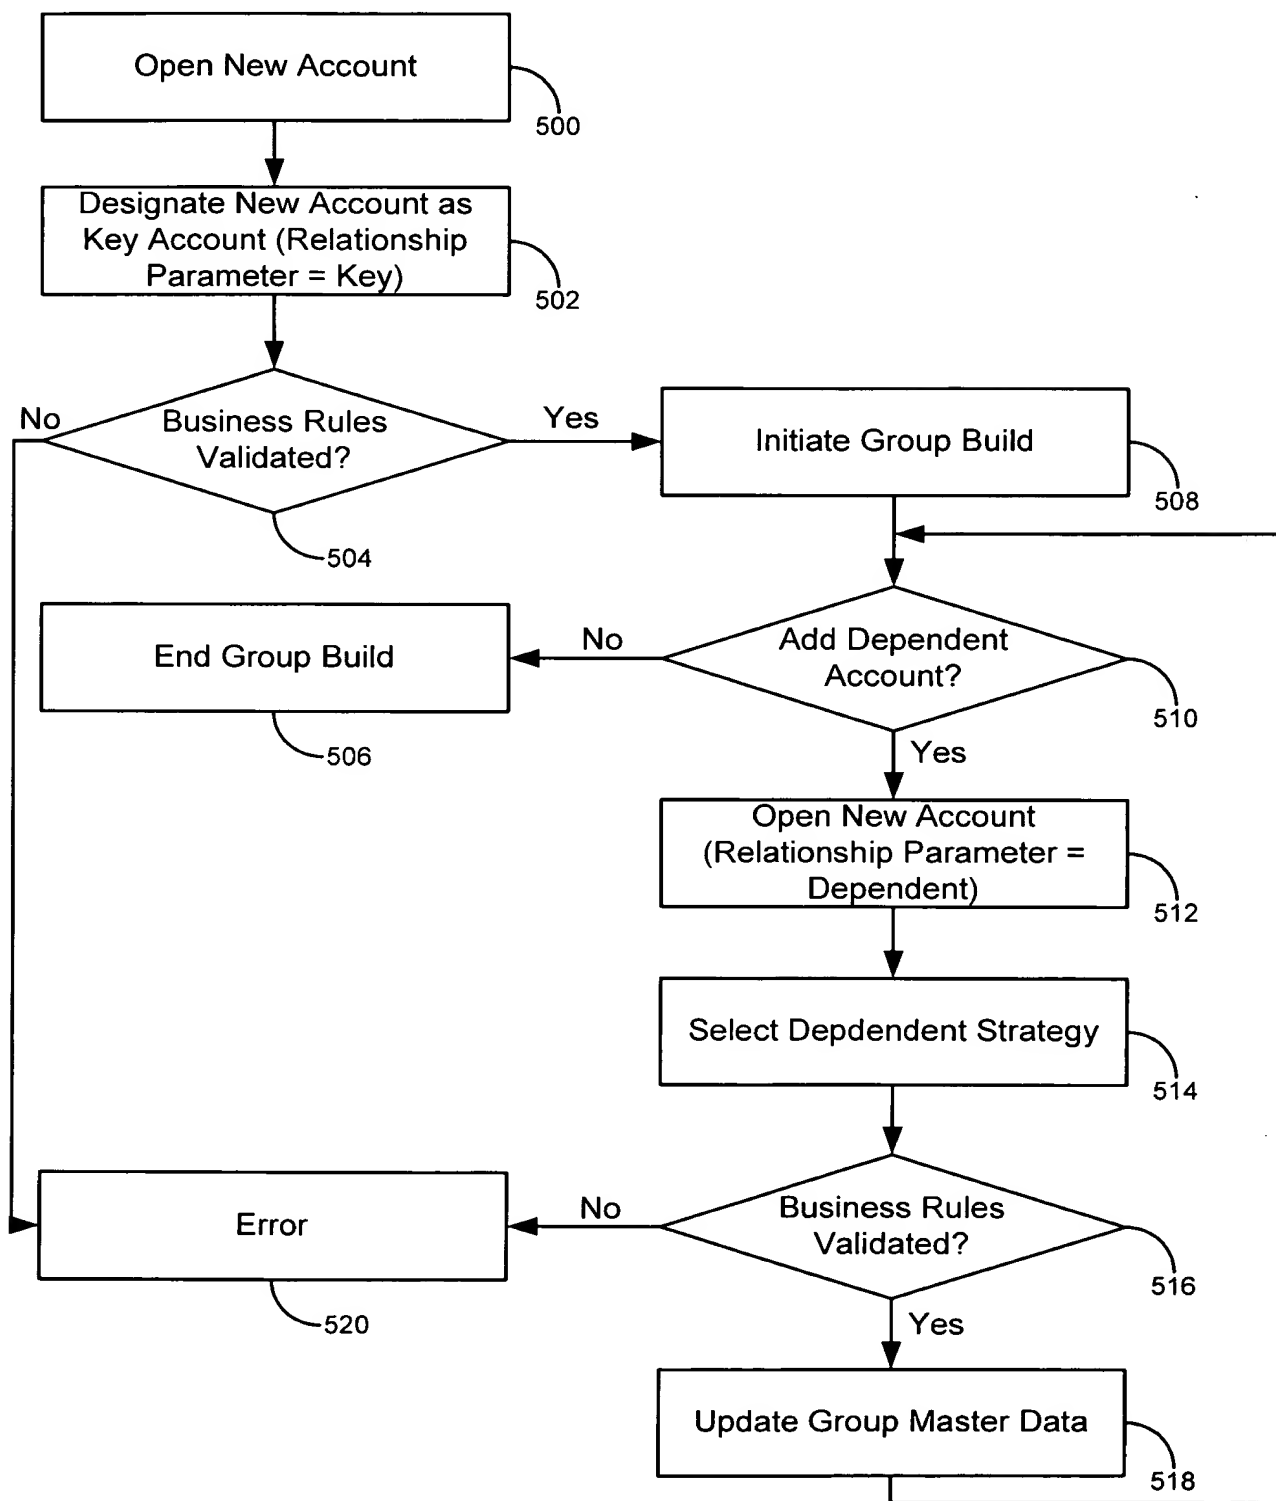 Open New Account
500
Designate New Account as
Key Account (Relationship
Parameter = Key)
502
No
Business Rules
Validated?
Yes
504
Initiate Group Build
508
End Group Build
506
No
Add Dependent
Account?
510
Yes
Open New Account
(Relationship Parameter =
Dependent)
512
Select Depdendent Strategy
514
Error
520
No
Business Rules
Validated?
516
Yes
Update Group Master Data
518